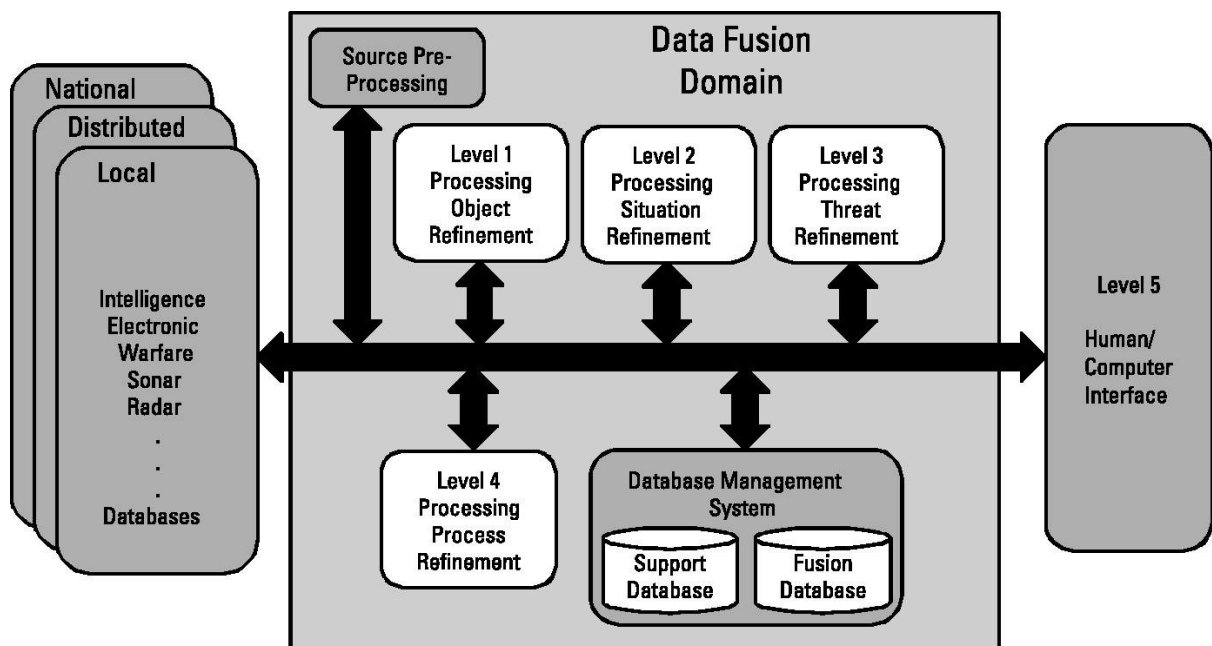 National
Distributed
Local
Intelligence
Electronic
Warfare
Sonar
Radar
.
.
.
Databases
Data Fusion
Domain
Source Pre-
Processing
Level 1
Processing
Object
Refinement
Level 2
Processing
Situation
Refinement
Level 3
Processing
Threat
Refinement
Level 4
Processing
Process
Refinement
Database Management
System
Support
Database
Fusion
Database
Level 5
Human/
Computer
Interface